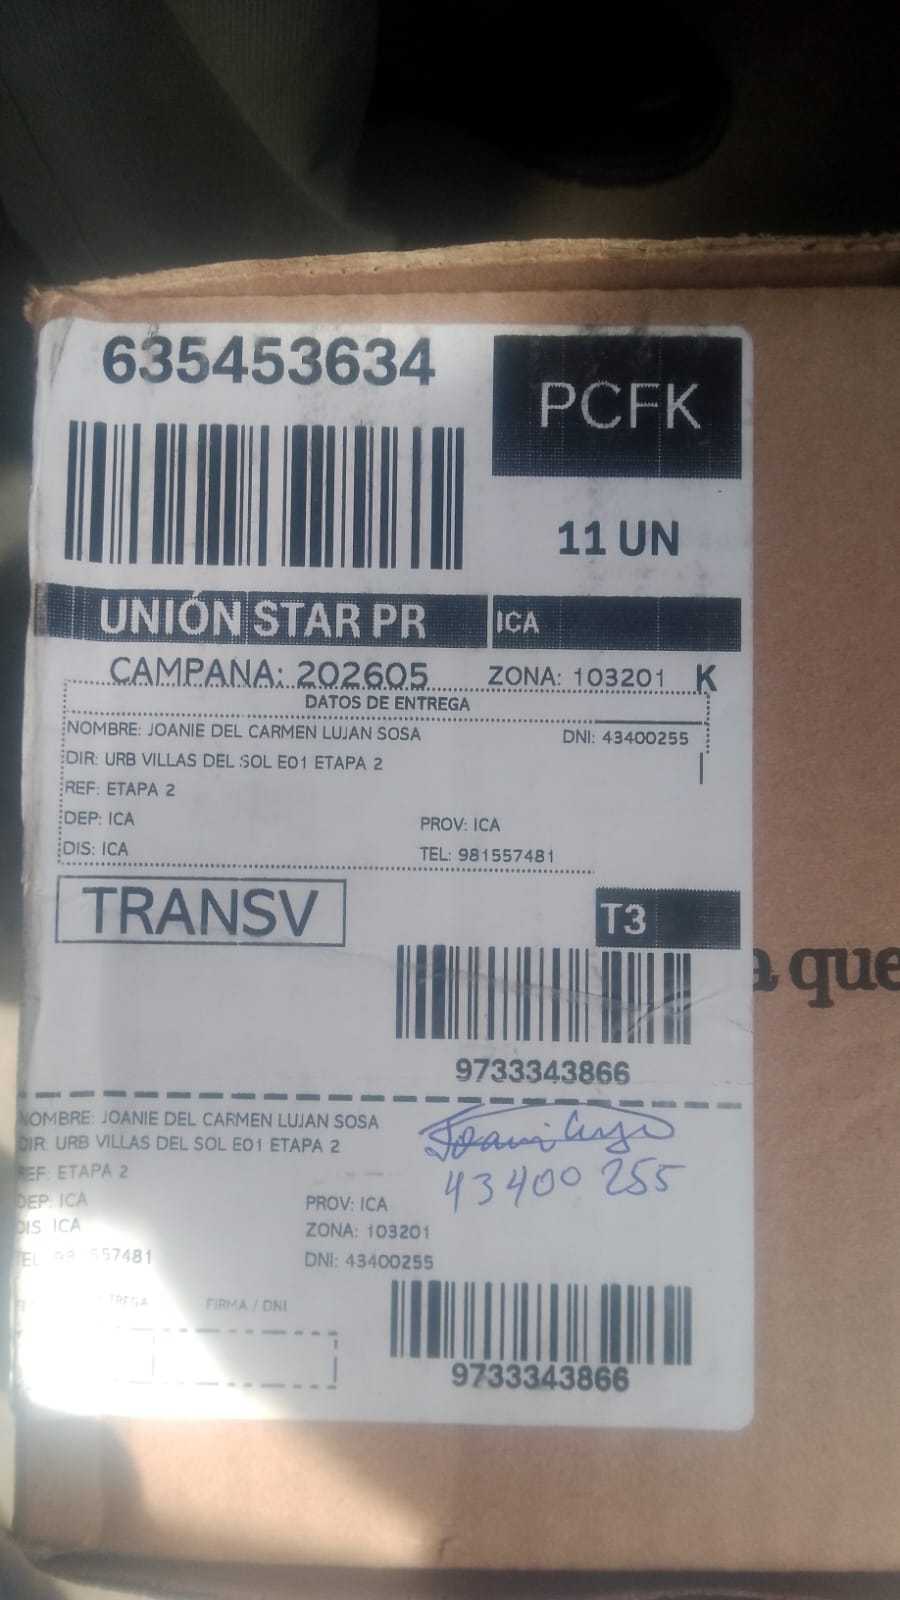 635453634
PCFK
11 UN
UNIÓN STAR PR
ICA
CAMPANA: 202605
ZONA: 103201 K
DATOS DE ENTREGA
NOMBRE: JOANIE DEL CARMEN LUJAN SOSA
DNI: 43400255
DIR: URB VILLAS DEL SOL E01 ETAPA 2
REF: ETAPA 2
DEP: ICA
PROV: ICA
DIS: ICA
TEL: 981557481
TRANSV
T3
a que
9733343866
NOMBRE: JOANIE DEL CARMEN LUJAN SOSA
DIR: URB VILLAS DEL SOL E01 ETAPA 2
REF: ETAPA 2
43400255
DEP: ICA
PROV: ICA
DIS ICA
ZONA: 103201
DNI: 43400255
FIRMA / DNI
9733343866